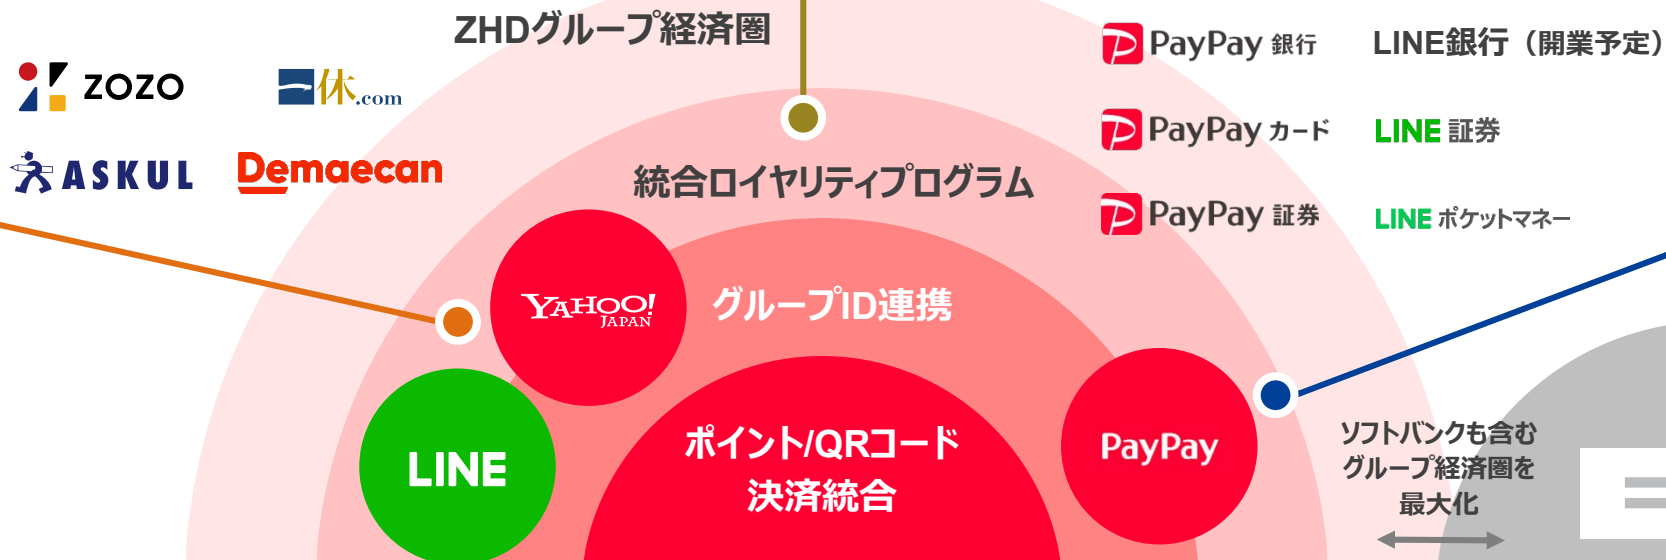 ZHDグループ経済圏
ZOZO
一休.com
ASKUL
Demaecan
PayPay 銀行
LINE銀行（開業予定）
PayPay カード
LINE 証券
PayPay 証券
LINE ポケットマネー
統合ロイヤリティプログラム
YAHOO!
JAPAN
グループID連携
LINE
ポイント/QRコード
決済統合
PayPay
ソフトバンクも含む
グループ経済圏を
最大化